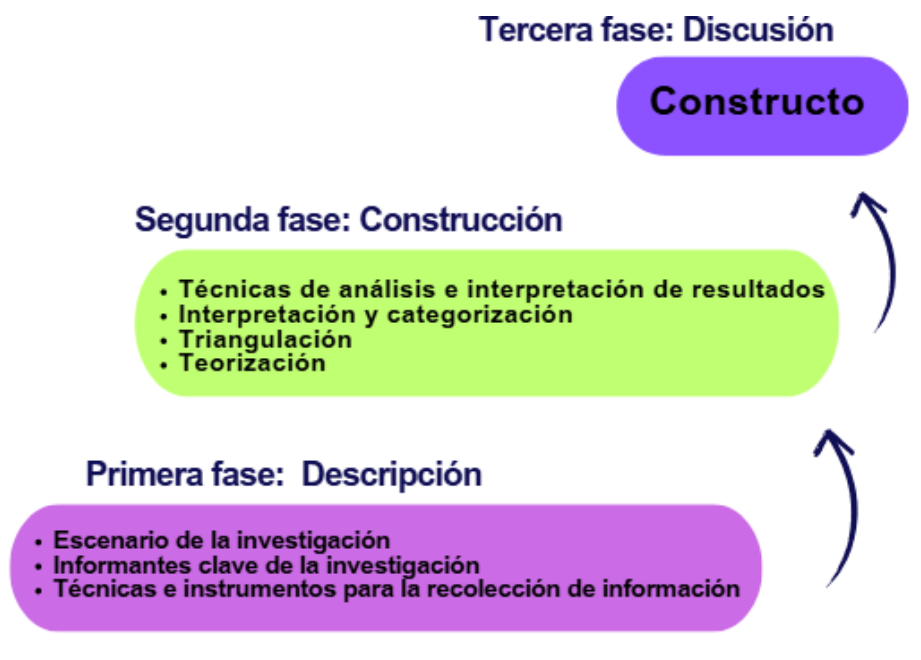 Tercera fase: Discusión
Constructo
Segunda fase: Construcción
• Técnicas de análisis e interpretación de resultados
• Interpretación y categorización
• Triangulación
• Teorización
Primera fase: Descripción
• Escenario de la investigación
• Informantes clave de la investigación
• Técnicas e instrumentos para la recolección de información